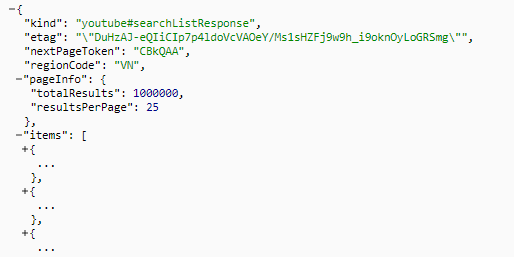 −{
"kind": "youtube#searchListResponse",
"etag": "\"DuHzAJ-eQIiCIp7p4ldoVcVAOeY/Ms1sHZFj9w9h_i9oknOyLoGRSmg\"",
"nextPageToken": "CBkQAA",
"regionCode": "VN",
−"pageInfo": {
"totalResults": 1000000,
"resultsPerPage": 25
},
−"items": [
+{
...
},
+{
...
},
+{
...